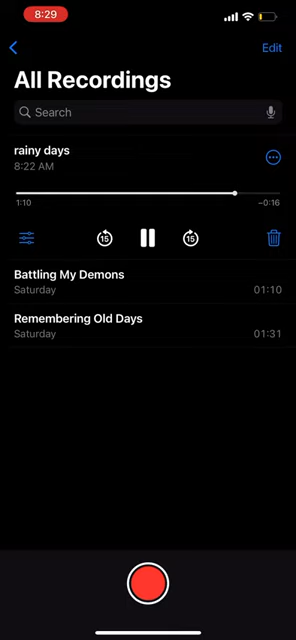 8:29
Edit
All Recordings
Search
rainy days
8:22 AM
1:10 −0:16
15 15
Battling My Demons
Saturday 01:10
Remembering Old Days
Saturday 01:31